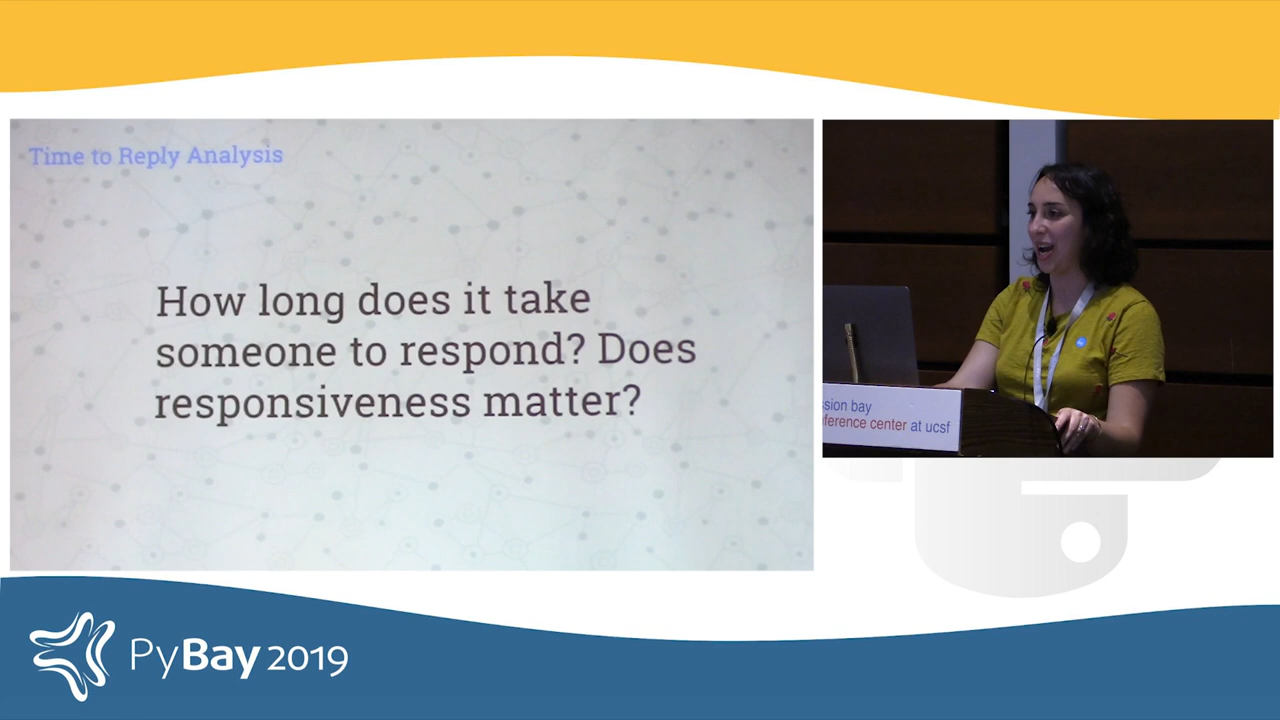 Time to Reply Analysis
How long does it take
someone to respond? Does
responsiveness matter?
sion bay
ference center at ucsf
PyBay 2019